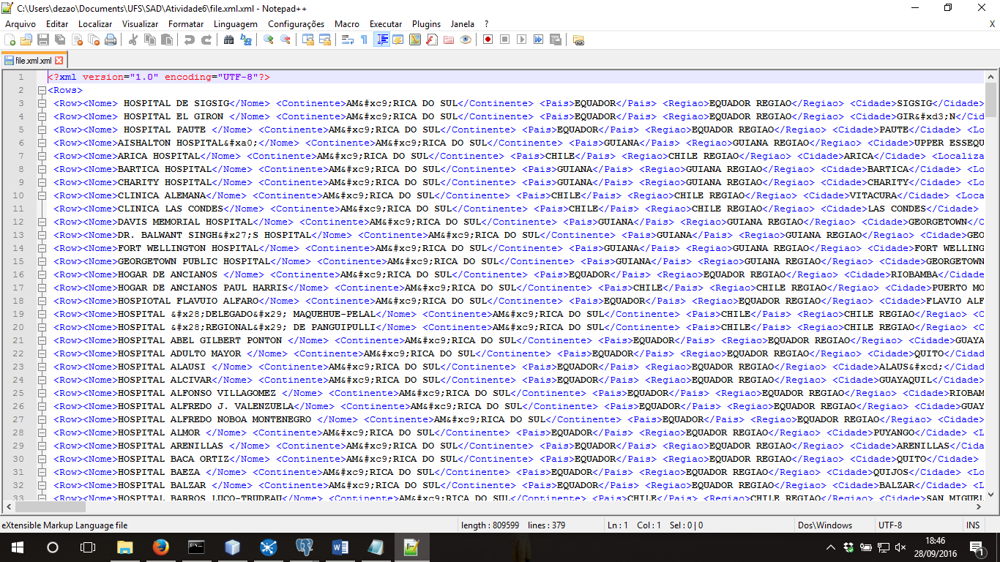 C:\Users\dezao\Documents\UFS\SAD\Atividade6\file.xml.xml - Notepad++
Arquivo Editar Localizar Visualizar Formatar Linguagem Configurações Macro Executar Plugins Janela ? X
file.xml.xml
1 <?xml version="1.0" encoding="UTF-8"?>
2 <Rows>
3 <Row><Nome> HOSPITAL DE SIGSIG</Nome> <Continente>AM&#xc9;RICA DO SUL</Continente> <Pais>EQUADOR</Pais> <Regiao>EQUADOR REGIAO</Regiao> <Cidade>SIGSIG</Cidade>
4 <Row><Nome>HOSPITAL EL GIRON </Nome> <Continente>AM&#xc9;RICA DO SUL</Continente> <Pais>EQUADOR</Pais> <Regiao>EQUADOR REGIAO</Regiao> <Cidade>GIR&#xd3;N</Cid
5 <Row><Nome> HOSPITAL PAUTE </Nome> <Continente>AM&#xc9;RICA DO SUL</Continente> <Pais>EQUADOR</Pais> <Regiao>EQUADOR REGIAO</Regiao> <Cidade>PAUTE</Cidade> <Lo
6 <Row><Nome>AISHALTON HOSPITAL&#xa0;</Nome> <Continente>AM&#xc9;RICA DO SUL</Continente> <Pais>GUIANA</Pais> <Regiao>GUIANA REGIAO</Regiao> <Cidade>UPPER ESSEQU
7 <Row><Nome>ARICA HOSPITAL</Nome> <Continente>AM&#xc9;RICA DO SUL</Continente> <Pais>CHILE</Pais> <Regiao>CHILE REGIAO</Regiao> <Cidade>ARICA</Cidade> <Localiza
8 <Row><Nome>BARTICA HOSPITAL</Nome> <Continente>AM&#xc9;RICA DO SUL</Continente> <Pais>GUIANA</Pais> <Regiao>GUIANA REGIAO</Regiao> <Cidade>BARTICA</Cidade> <Lo
9 <Row><Nome>CHARITY HOSPITAL</Nome> <Continente>AM&#xc9;RICA DO SUL</Continente> <Pais>GUIANA</Pais> <Regiao>GUIANA REGIAO</Regiao> <Cidade>CHARITY</Cidade> <Lo
10 <Row><Nome>CLINICA ALEMANA</Nome> <Continente>AM&#xc9;RICA DO SUL</Continente> <Pais>CHILE</Pais> <Regiao>CHILE REGIAO</Regiao> <Cidade>VITACURA</Cidade> <Loca
11 <Row><Nome>CLINICA LAS CONDES</Nome> <Continente>AM&#xc9;RICA DO SUL</Continente> <Pais>CHILE</Pais> <Regiao>CHILE REGIAO</Regiao> <Cidade>LAS CONDES</Cidade>
12 <Row><Nome>DAVIS MEMORIAL HOSPITAL</Nome> <Continente>AM&#xc9;RICA DO SUL</Continente> <Pais>GUIANA</Pais> <Regiao>GUIANA REGIAO</Regiao> <Cidade>GEORGETOWN</C
13 <Row><Nome>DR. BALWANT SINGH&#x27;S HOSPITAL</Nome> <Continente>AM&#xc9;RICA DO SUL</Continente> <Pais>GUIANA</Pais> <Regiao>GUIANA REGIAO</Regiao> <Cidade>GEO
14 <Row><Nome>FORT WELLINGTON HOSPITAL</Nome> <Continente>AM&#xc9;RICA DO SUL</Continente> <Pais>GUIANA</Pais> <Regiao>GUIANA REGIAO</Regiao> <Cidade>FORT WELLING
15 <Row><Nome>GEORGETOWN PUBLIC HOSPITAL</Nome> <Continente>AM&#xc9;RICA DO SUL</Continente> <Pais>GUIANA</Pais> <Regiao>GUIANA REGIAO</Regiao> <Cidade>GEORGETOWN
16 <Row><Nome>HOGAR DE ANCIANOS </Nome> <Continente>AM&#xc9;RICA DO SUL</Continente> <Pais>EQUADOR</Pais> <Regiao>EQUADOR REGIAO</Regiao> <Cidade>RIOBAMBA</Cidade
17 <Row><Nome>HOGAR DE ANCIANOS PAUL HARRIS</Nome> <Continente>AM&#xc9;RICA DO SUL</Continente> <Pais>CHILE</Pais> <Regiao>CHILE REGIAO</Regiao> <Cidade>PUERTO MO
18 <Row><Nome>HOSPIOTAL FLAVUIO ALFARO</Nome> <Continente>AM&#xc9;RICA DO SUL</Continente> <Pais>EQUADOR</Pais> <Regiao>EQUADOR REGIAO</Regiao> <Cidade>FLAVIO ALF
19 <Row><Nome>HOSPITAL &#x28;DELEGADO&#x29; MAQUEHUE-PELAL</Nome> <Continente>AM&#xc9;RICA DO SUL</Continente> <Pais>CHILE</Pais> <Regiao>CHILE REGIAO</Regiao> <C
20 <Row><Nome>HOSPITAL &#x28;REGIONAL&#x29; DE PANGUIPULLI</Nome> <Continente>AM&#xc9;RICA DO SUL</Continente> <Pais>CHILE</Pais> <Regiao>CHILE REGIAO</Regiao> <C
21 <Row><Nome>HOSPITAL ABEL GILBERT PONTON </Nome> <Continente>AM&#xc9;RICA DO SUL</Continente> <Pais>EQUADOR</Pais> <Regiao>EQUADOR REGIAO</Regiao> <Cidade>GUAYA
22 <Row><Nome>HOSPITAL ADULTO MAYOR </Nome> <Continente>AM&#xc9;RICA DO SUL</Continente> <Pais>EQUADOR</Pais> <Regiao>EQUADOR REGIAO</Regiao> <Cidade>QUITO</Cidade
23 <Row><Nome>HOSPITAL ALAUSI </Nome> <Continente>AM&#xc9;RICA DO SUL</Continente> <Pais>EQUADOR</Pais> <Regiao>EQUADOR REGIAO</Regiao> <Cidade>ALAUS&#xcd;</Cidad
24 <Row><Nome>HOSPITAL ALCIVAR</Nome> <Continente>AM&#xc9;RICA DO SUL</Continente> <Pais>EQUADOR</Pais> <Regiao>EQUADOR REGIAO</Regiao> <Cidade>GUAYAQUIL</Cidade>
25 <Row><Nome>HOSPITAL ALFONSO VILLAGOMEZ </Nome> <Continente>AM&#xc9;RICA DO SUL</Continente> <Pais>EQUADOR</Pais> <Regiao>EQUADOR REGIAO</Regiao> <Cidade>RIOBAM
26 <Row><Nome>HOSPITAL ALFREDO J. VALENZUELA</Nome> <Continente>AM&#xc9;RICA DO SUL</Continente> <Pais>EQUADOR</Pais> <Regiao>EQUADOR REGIAO</Regiao> <Cidade>GUAY
27 <Row><Nome>HOSPITAL ALFREDO NOBOA MONTENEGRO </Nome> <Continente>AM&#xc9;RICA DO SUL</Continente> <Pais>EQUADOR</Pais> <Regiao>EQUADOR REGIAO</Regiao> <Cidade>
28 <Row><Nome>HOSPITAL ALMOR </Nome> <Continente>AM&#xc9;RICA DO SUL</Continente> <Pais>EQUADOR</Pais> <Regiao>EQUADOR REGIAO</Regiao> <Cidade>PUYANGO</Cidade> <L
29 <Row><Nome>HOSPITAL ARENILLAS </Nome> <Continente>AM&#xc9;RICA DO SUL</Continente> <Pais>EQUADOR</Pais> <Regiao>EQUADOR REGIAO</Regiao> <Cidade>ARENILLAS</Cida
30 <Row><Nome>HOSPITAL BACA ORTIZ</Nome> <Continente>AM&#xc9;RICA DO SUL</Continente> <Pais>EQUADOR</Pais> <Regiao>EQUADOR REGIAO</Regiao> <Cidade>QUITO</Cidade>
31 <Row><Nome>HOSPITAL BAEZA </Nome> <Continente>AM&#xc9;RICA DO SUL</Continente> <Pais>EQUADOR</Pais> <Regiao>EQUADOR REGIAO</Regiao> <Cidade>QUIJOS</Cidade> <Lo
32 <Row><Nome>HOSPITAL BALZAR </Nome> <Continente>AM&#xc9;RICA DO SUL</Continente> <Pais>EQUADOR</Pais> <Regiao>EQUADOR REGIAO</Regiao> <Cidade>BALZAR</Cidade> <L
33 <Row><Nome>HOSPITAL BARROS LUCO-TRUDEAU</Nome> <Continente>AM&#xc9;RICA DO SUL</Continente> <Pais>CHILE</Pais> <Regiao>CHILE REGIAO</Regiao> <Cidade>SAN MIGUEL
eXtensible Markup Language file length : 809599 lines : 379 Ln : 1 Col : 1 Sel : 0 | 0 Dos\Windows UTF-8 INS
18:46
28/09/2016
1